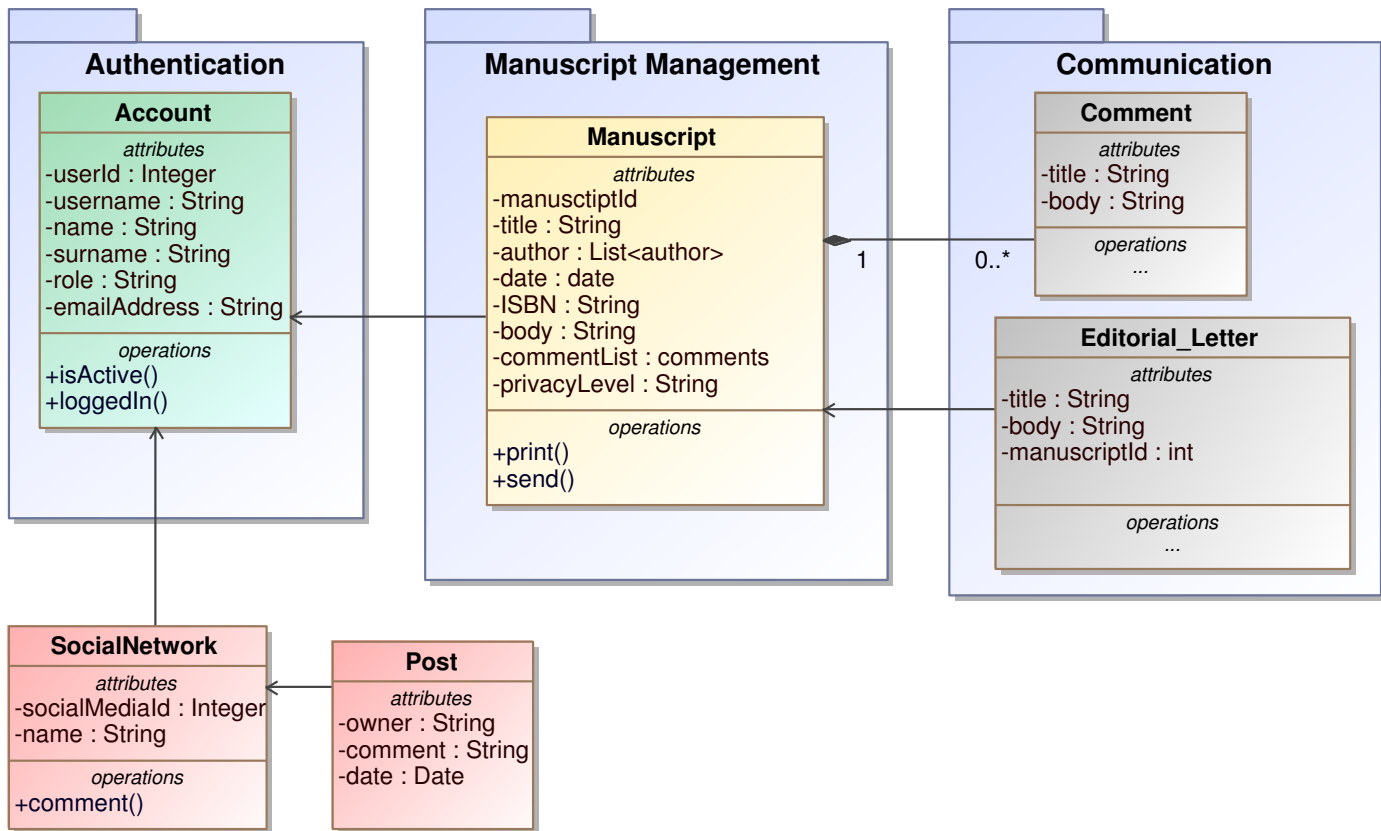 Authentication
Account
attributes
-userId : Integer
-username : String
-name : String
-surname : String
-role : String
-emailAddress : String
operations
+isActive()
+loggedIn()
Manuscript Management
Manuscript
attributes
-manusctiptId
-title : String
-author : List<author>
-date : date
-ISBN : String
-body : String
-commentList : comments
-privacyLevel : String
operations
+print()
+send()
1
0..*
Communication
Comment
attributes
-title : String
-body : String
operations
...
Editorial_Letter
attributes
-title : String
-body : String
-manuscriptId : int
operations
...
SocialNetwork
attributes
-socialMediaId : Integer
-name : String
operations
+comment()
Post
attributes
-owner : String
-comment : String
-date : Date